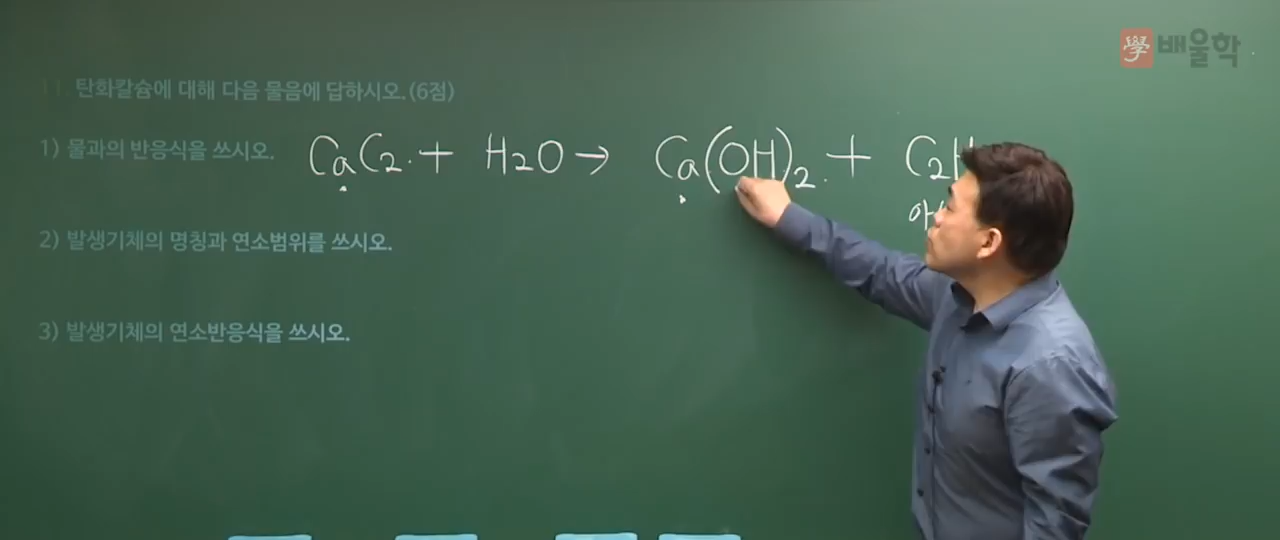 學 배울학
11. 탄화칼슘에 대해 다음 물음에 답하시오. (6점)
1) 물과의 반응식을 쓰시오. CaC2 + H2O → Ca(OH)2 + C2H
2) 발생기체의 명칭과 연소범위를 쓰시오.
3) 발생기체의 연소반응식을 쓰시오.